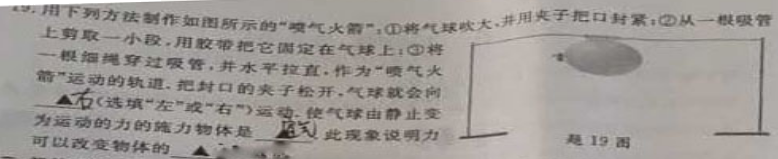 19.用下列方法制作如图所示的“喷气火箭”:①将气球吹大,并用夹子把口封紧;②从一根吸管
上剪取一小段,用胶带把它固定在气球上;③将
一根细绳穿过吸管,并水平拉直,作为“喷气火
箭”运动的轨道.把封口的夹子松开,气球就会向
▲右(选填“左”或“右”)运动.使气球由静止变
为运动的力的施力物体是 ▲ 此现象说明力
可以改变物体的 ▲
题 19 图